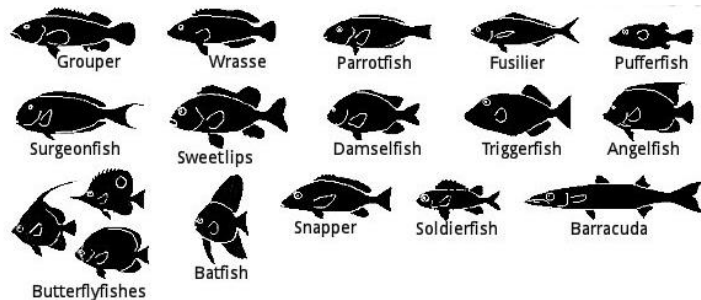 Grouper
Wrasse
Parrotfish
Fusilier
Pufferfish
Surgeonfish
Sweetlips
Damselfish
Triggerfish
Angelfish
Butterflyfishes
Batfish
Snapper
Soldierfish
Barracuda